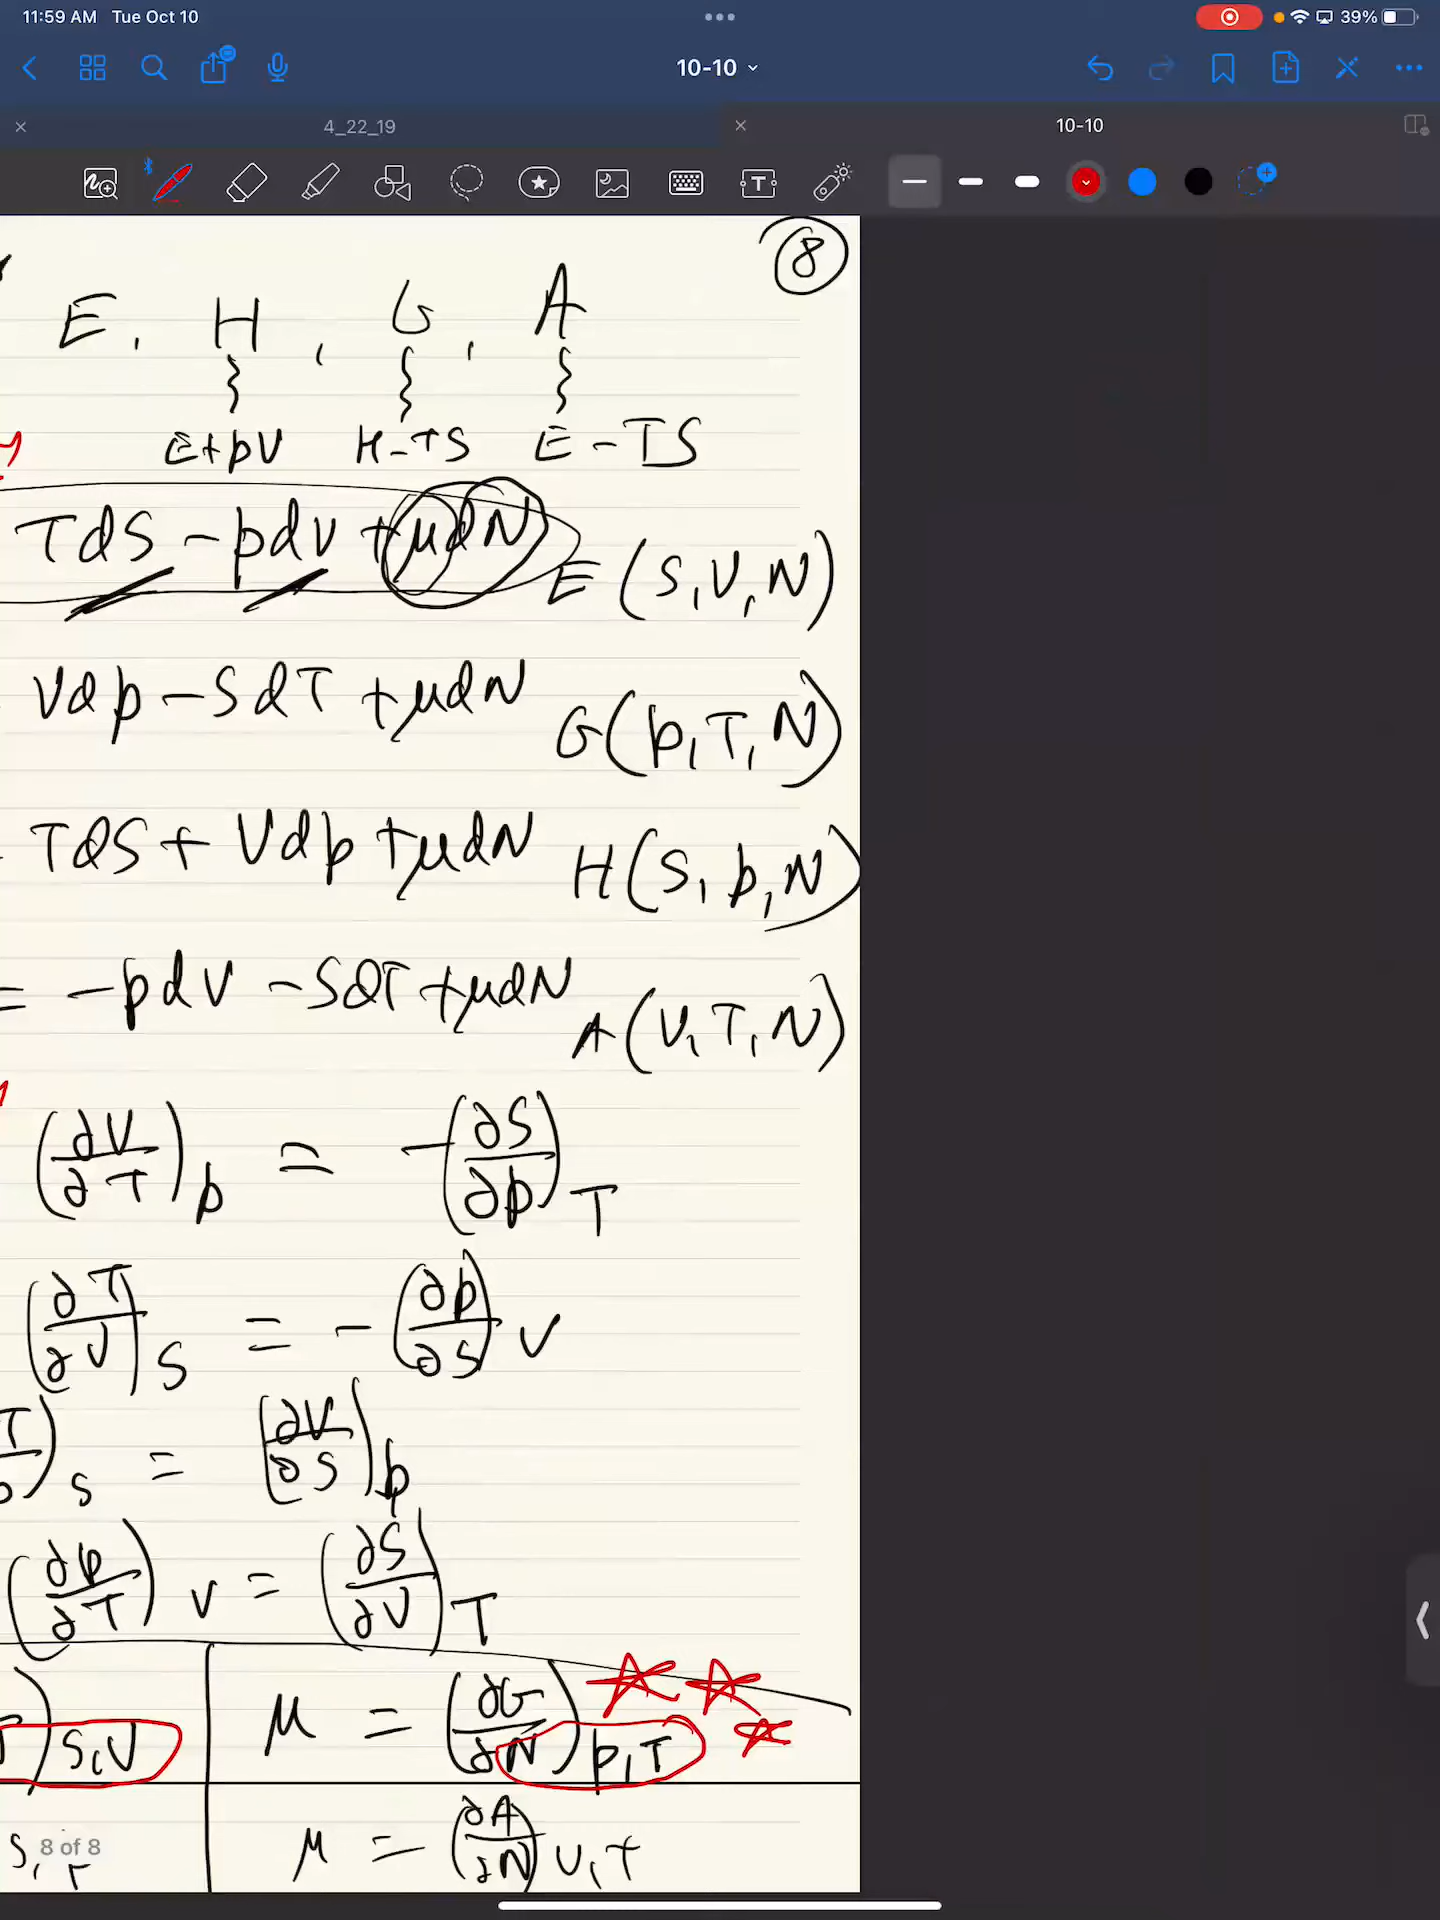 11:59 AM Tue Oct 10
39%
10-10
4_22_19
10-10
8
E, H, G, A
E+pV H-TS E-TS
TdS - pdV + μdN E(S,V,N)
Vdp - SdT + μdN G(p,T,N)
TdS + Vdp + μdN H(S,p,N)
= -pdV - SdT + μdN A(V,T,N)
(∂V/∂T)p = -(∂S/∂p)T
(∂T/∂V)S = -(∂p/∂S)V
)S = (∂V/∂S)p
(∂p/∂T)V = (∂S/∂V)T
)S,V μ = (∂G/∂N)p,T
8 of 8 μ = (∂A/∂N)V,T